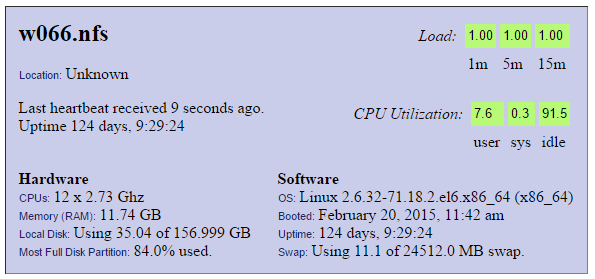 w066.nfs
Load: 1.00 1.00 1.00
1m 5m 15m
Location: Unknown
Last heartbeat received 9 seconds ago.
Uptime 124 days, 9:29:24
CPU Utilization: 7.6 0.3 91.5
user sys idle
Hardware
CPUs: 12 x 2.73 Ghz
Memory (RAM): 11.74 GB
Local Disk: Using 35.04 of 156.999 GB
Most Full Disk Partition: 84.0% used.
Software
OS: Linux 2.6.32-71.18.2.el6.x86_64 (x86_64)
Booted: February 20, 2015, 11:42 am
Uptime: 124 days, 9:29:24
Swap: Using 11.1 of 24512.0 MB swap.